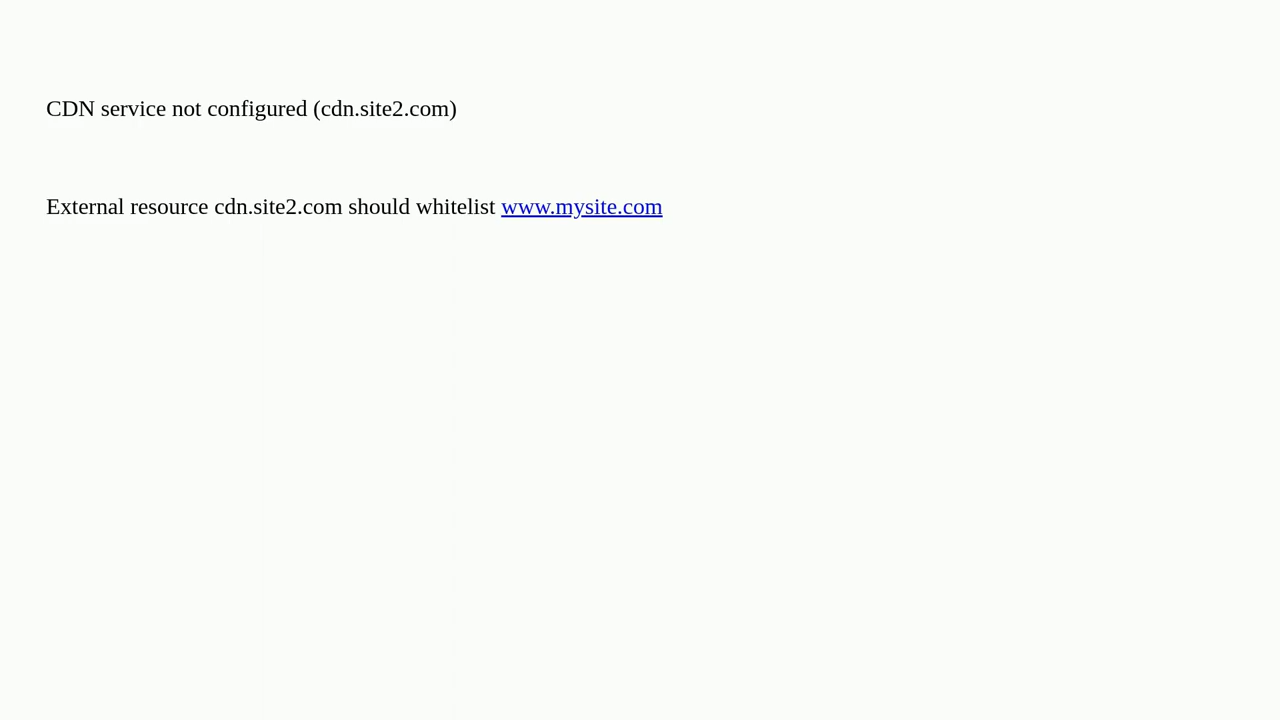 CDN service not configured (cdn.site2.com)
External resource cdn.site2.com should whitelist www.mysite.com